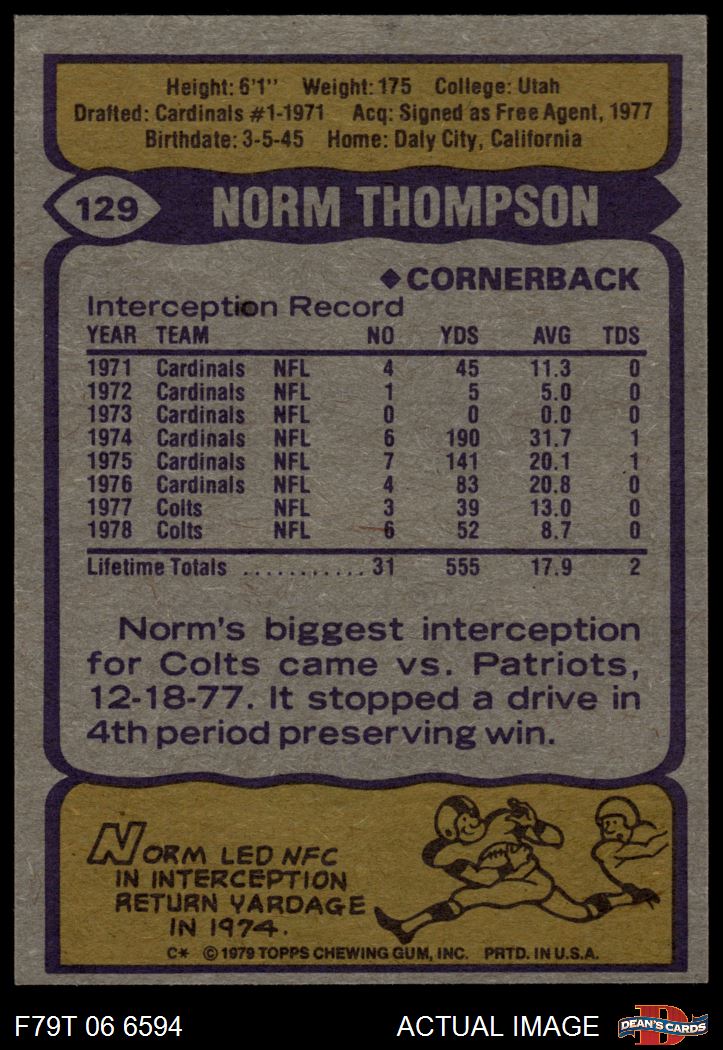 Height: 6'1" Weight: 175 College: Utah
Drafted: Cardinals #1-1971 Acq: Signed as Free Agent, 1977
Birthdate: 3-5-45 Home: Daly City, California
129 NORM THOMPSON
◆CORNERBACK
Interception Record
YEAR TEAM NO YDS AVG TDS
1971 Cardinals NFL 4 45 11.3 0
1972 Cardinals NFL 1 5 5.0 0
1973 Cardinals NFL 0 0 0.0 0
1974 Cardinals NFL 6 190 31.7 1
1975 Cardinals NFL 7 141 20.1 1
1976 Cardinals NFL 4 83 20.8 0
1977 Colts NFL 3 39 13.0 0
1978 Colts NFL 6 52 8.7 0
Lifetime Totals ........... 31 555 17.9 2
Norm's biggest interception
for Colts came vs. Patriots,
12-18-77. It stopped a drive in
4th period preserving win.
NORM LED NFC
IN INTERCEPTION
RETURN YARDAGE
IN 1974.
C* © 1979 TOPPS CHEWING GUM, INC. PRTD. IN U.S.A.
F79T 06 6594 ACTUAL IMAGE D DEAN'S CARDS